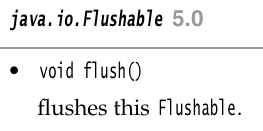 java.io.Flushable 5.0
• void flush()
flushes this Flushable.